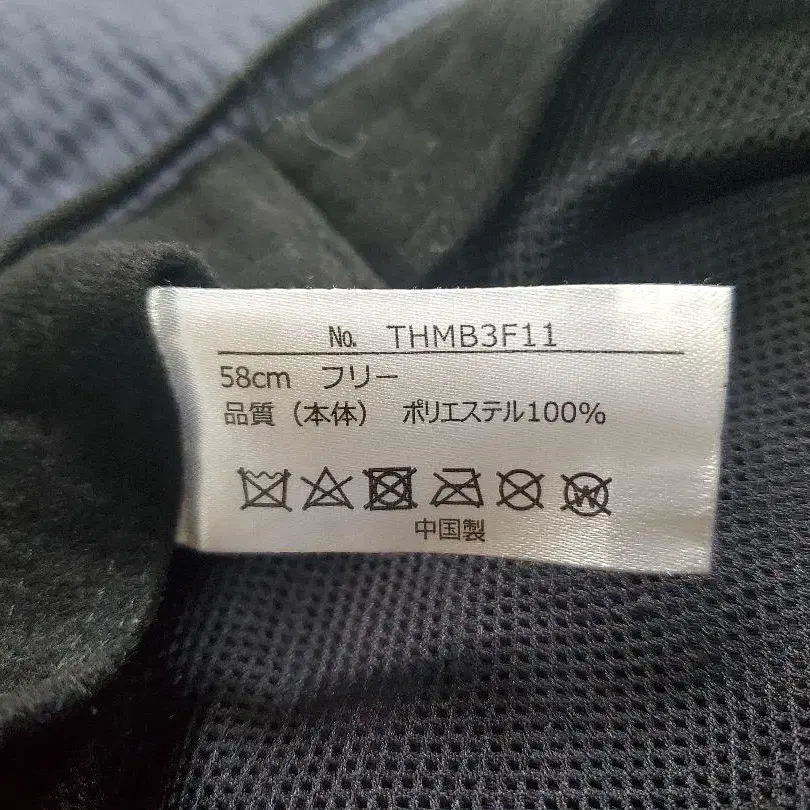 № THMB3F11
58cm フリー
品質（本体） ポリエステル100%
W
中国製